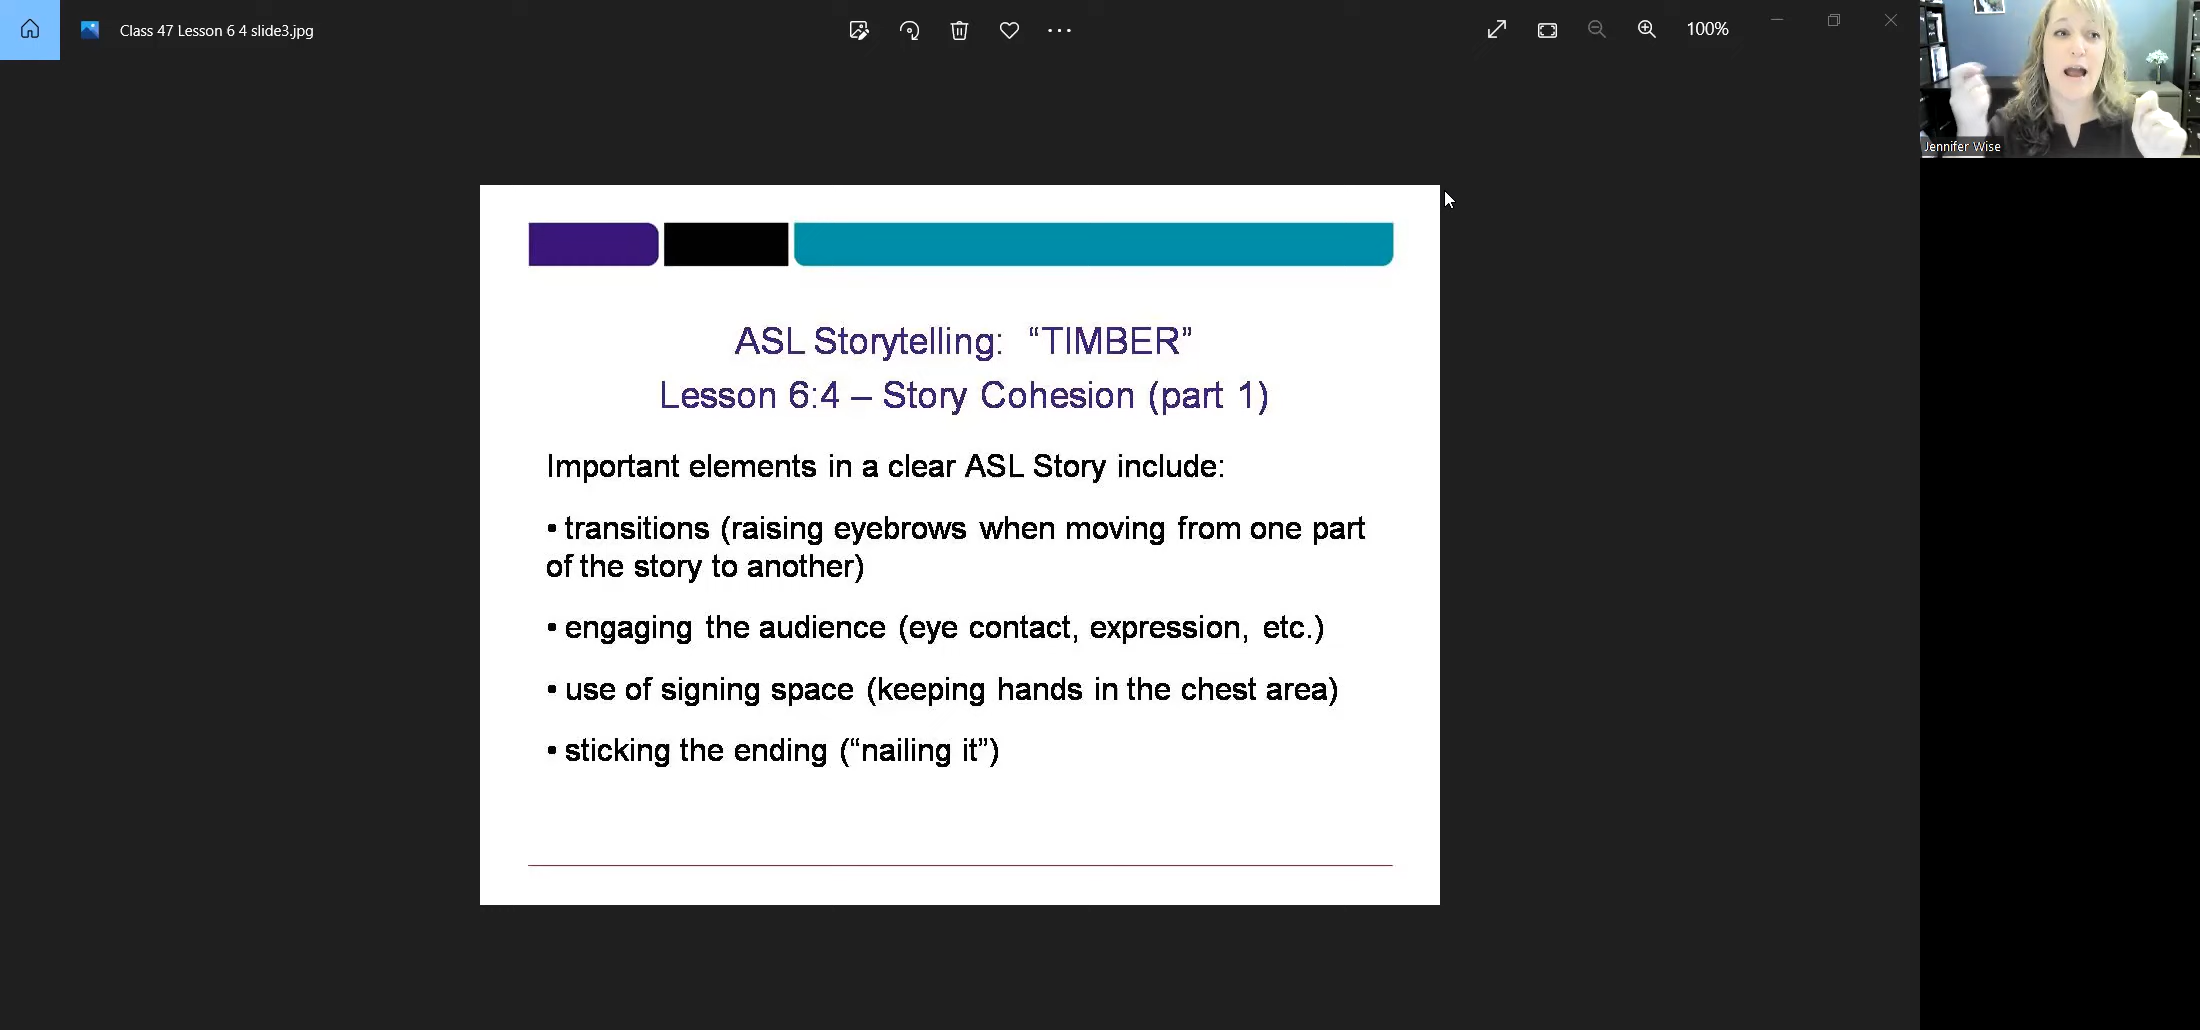 Class 47 Lesson 6 4 slide3.jpg
100%
Jennifer Wise
ASL Storytelling: “TIMBER”
Lesson 6:4 – Story Cohesion (part 1)
Important elements in a clear ASL Story include:
• transitions (raising eyebrows when moving from one part
of the story to another)
• engaging the audience (eye contact, expression, etc.)
• use of signing space (keeping hands in the chest area)
• sticking the ending (“nailing it”)